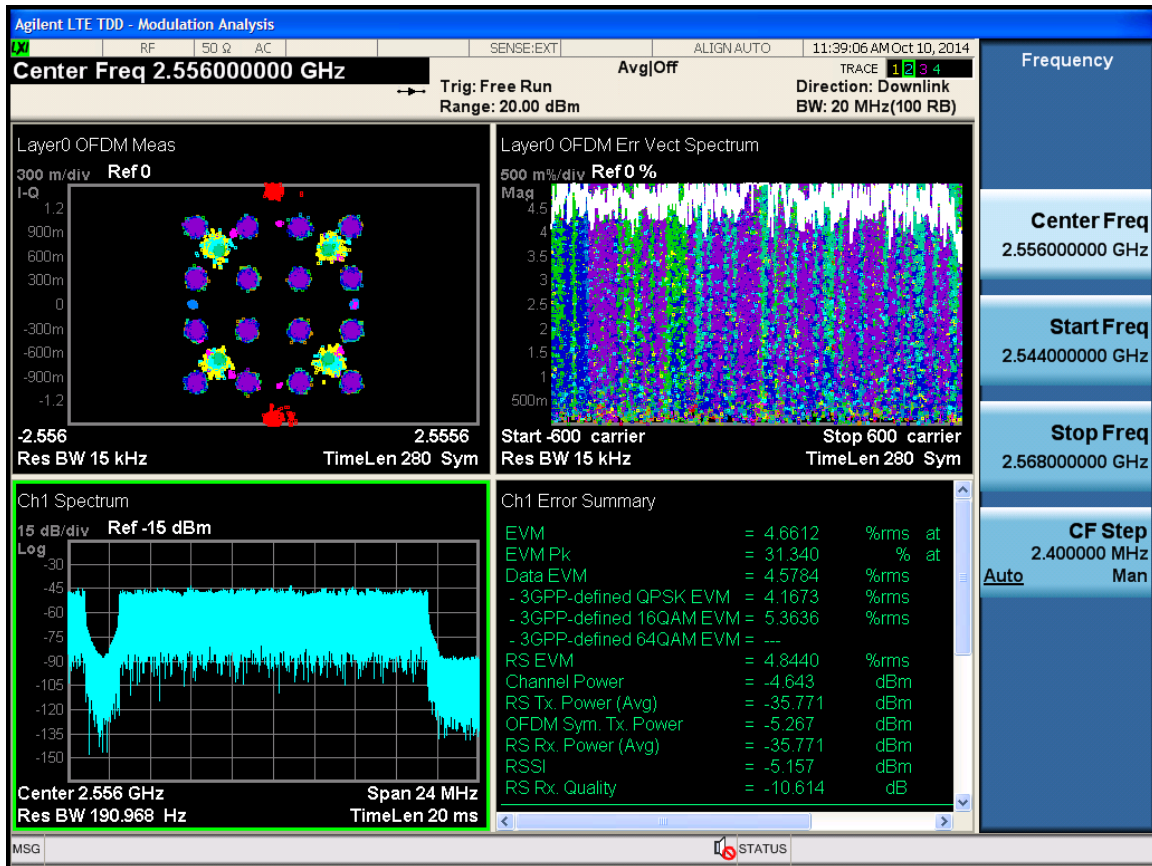 Agilent LTE TDD - Modulation Analysis
LXI RF 50 Ω AC SENSE:EXT ALIGN AUTO 11:39:06 AM Oct 10, 2014
Center Freq 2.556000000 GHz Avg|Off TRACE 1 2 3 4
Trig: Free Run Direction: Downlink
Range: 20.00 dBm BW: 20 MHz(100 RB)
Layer0 OFDM Meas
300 m/div Ref 0
I-Q
1.2
900m
600m
300m
0
-300m
-600m
-900m
-1.2
-2.556 2.5556
Res BW 15 kHz TimeLen 280 Sym
Layer0 OFDM Err Vect Spectrum
500 m%/div Ref 0 %
Mag
4.5
4
3.5
3
2.5
2
1.5
1
500m
Start -600 carrier Stop 600 carrier
Res BW 15 kHz TimeLen 280 Sym
Ch1 Spectrum
15 dB/div Ref -15 dBm
Log
-30
-45
-60
-75
-90
-105
-120
-135
-150
Center 2.556 GHz Span 24 MHz
Res BW 190.968 Hz TimeLen 20 ms
Ch1 Error Summary
EVM = 4.6612 %rms at
EVM Pk = 31.340 % at
Data EVM = 4.5784 %rms
- 3GPP-defined QPSK EVM = 4.1673 %rms
- 3GPP-defined 16QAM EVM = 5.3636 %rms
- 3GPP-defined 64QAM EVM = ---
RS EVM = 4.8440 %rms
Channel Power = -4.643 dBm
RS Tx. Power (Avg) = -35.771 dBm
OFDM Sym. Tx. Power = -5.267 dBm
RS Rx. Power (Avg) = -35.771 dBm
RSSI = -5.157 dBm
RS Rx. Quality = -10.614 dB
Frequency
Center Freq
2.556000000 GHz
Start Freq
2.544000000 GHz
Stop Freq
2.568000000 GHz
CF Step
2.400000 MHz
Auto Man
MSG STATUS